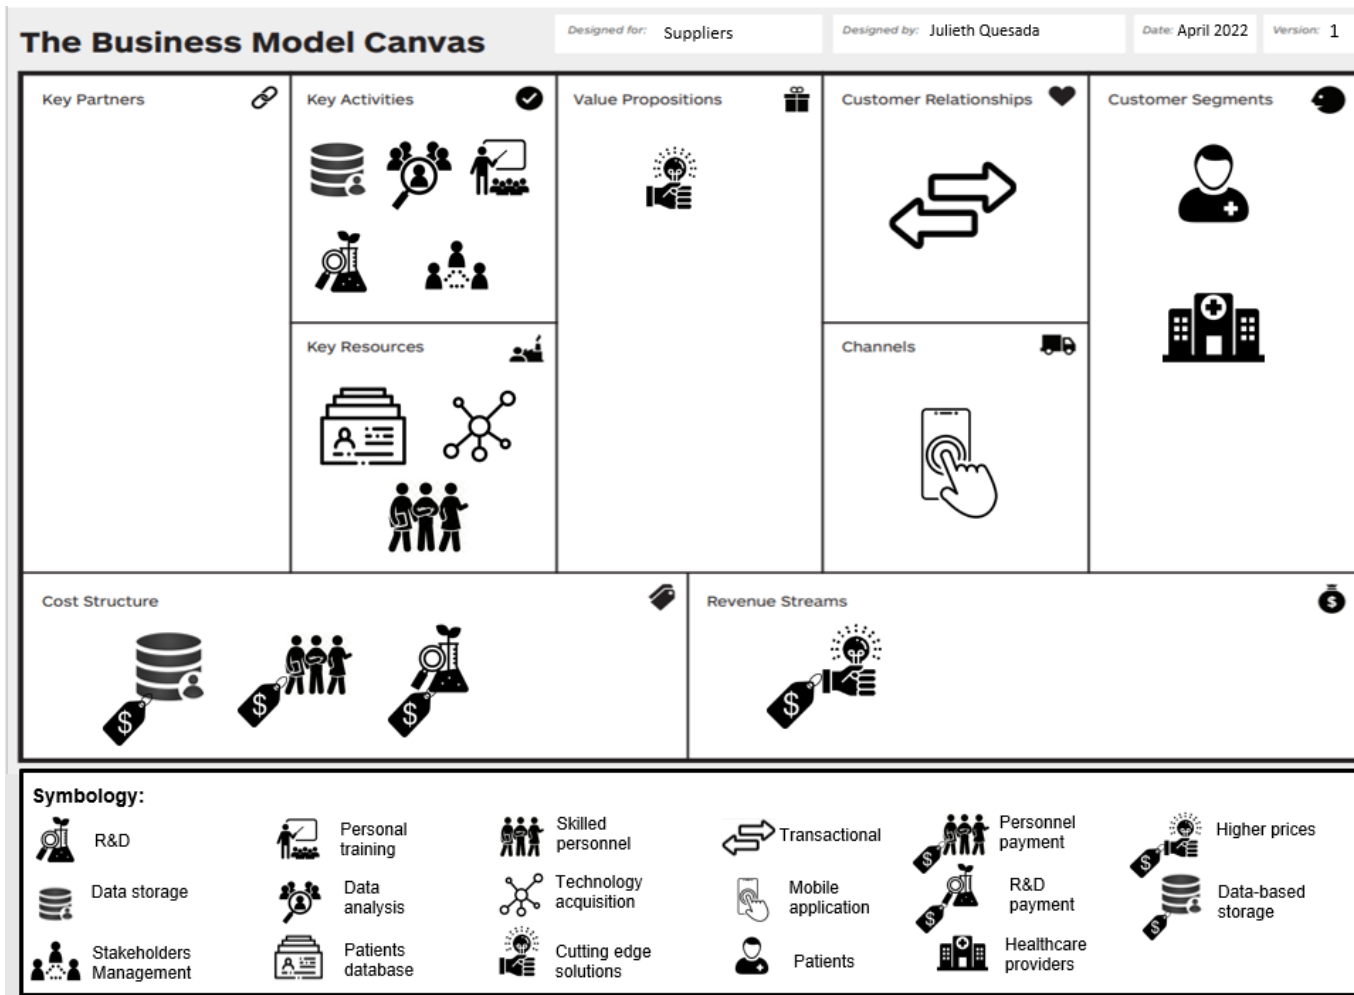 The Business Model Canvas
Designed for: Suppliers
Designed by: Julieth Quesada
Date: April 2022
Version: 1
Key Partners
Key Activities
Value Propositions
Customer Relationships
Customer Segments
Key Resources
Channels
Cost Structure
$
$
$
Revenue Streams
$
$
Symbology:
R&D
Personal
training
Skilled
personnel
Transactional
$
Personnel
payment
$
Higher prices
Data storage
Data
analysis
Technology
acquisition
Mobile
application
$
R&D
payment
$
Data-based
storage
Stakeholders
Management
Patients
database
Cutting edge
solutions
Patients
Healthcare
providers